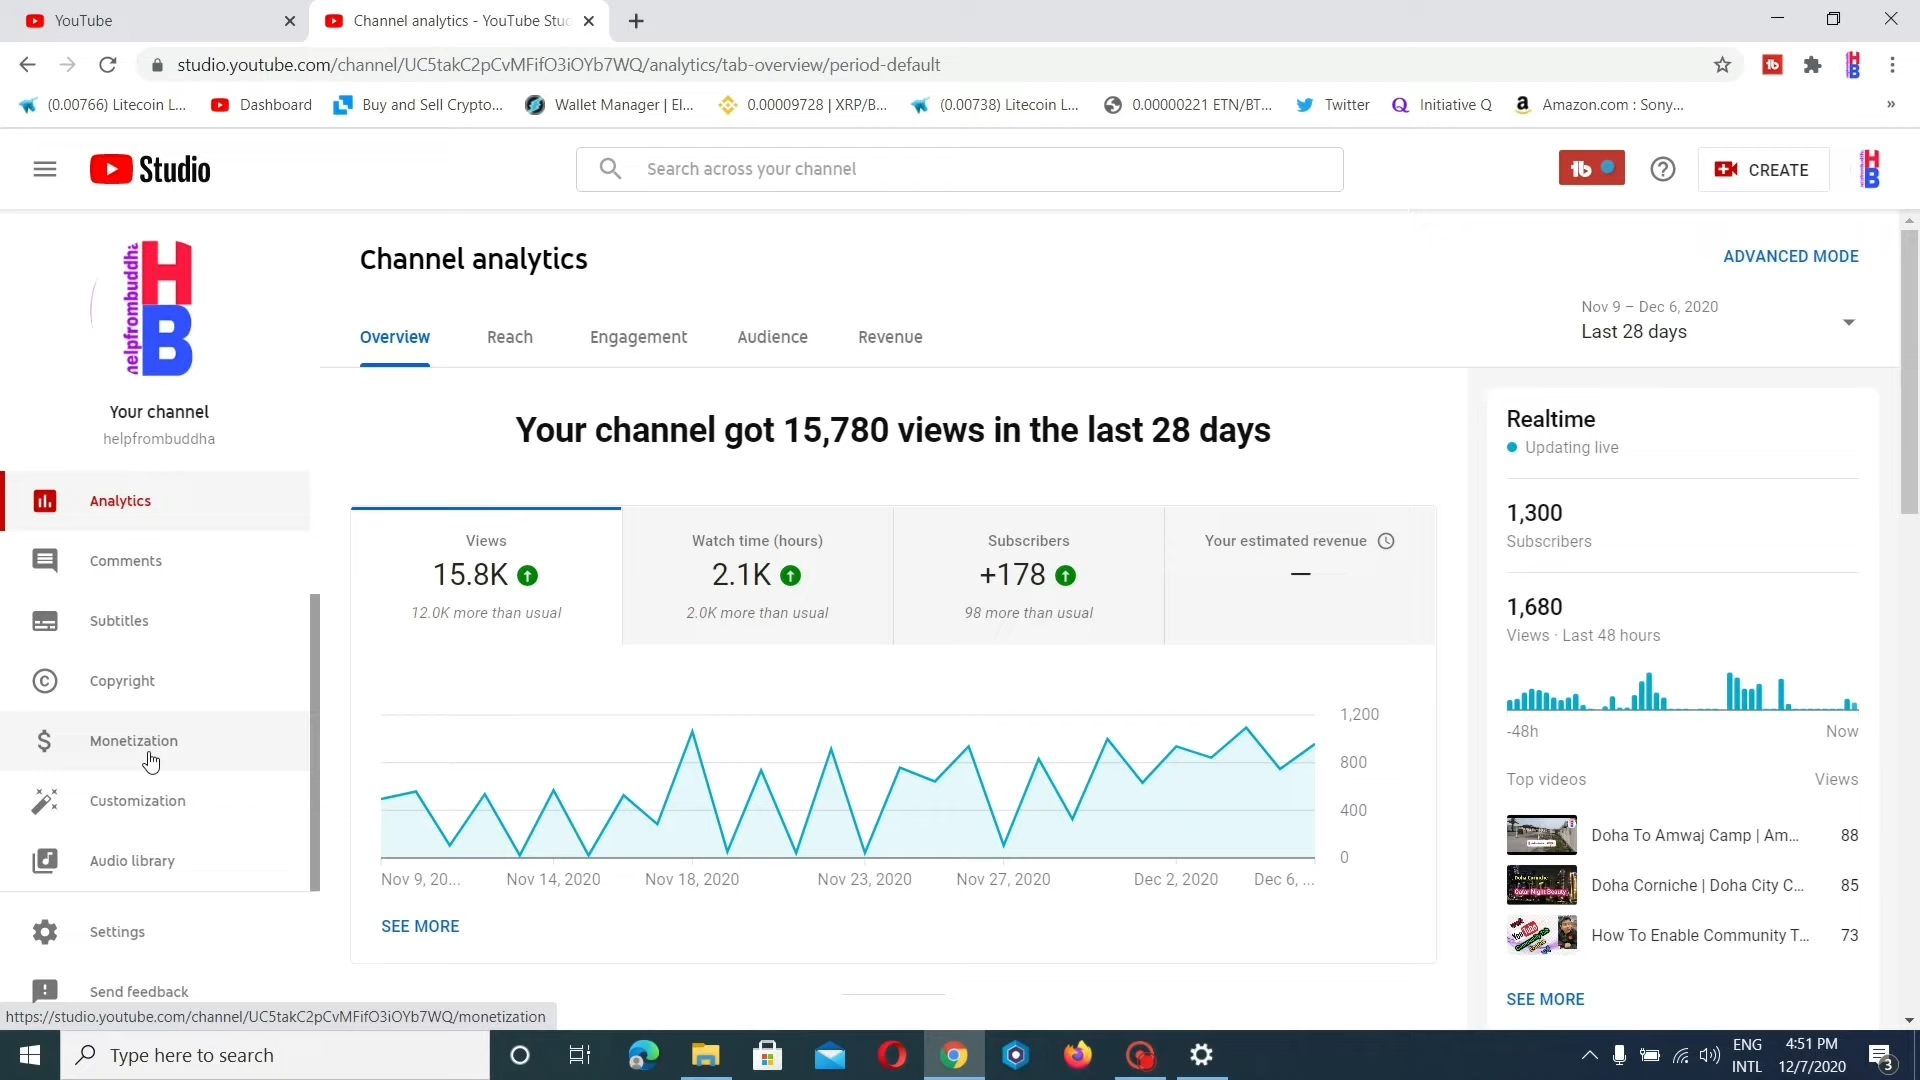 YouTube
Channel analytics - YouTube Stuc
studio.youtube.com/channel/UC5takC2pCvMFifO3iOYb7WQ/analytics/tab-overview/period-default
(0.00766) Litecoin L...
Dashboard
Buy and Sell Crypto...
Wallet Manager | El...
0.00009728 | XRP/B...
(0.00738) Litecoin L...
0.00000221 ETN/BT...
Twitter
Initiative Q
Amazon.com : Sony...
Studio
Search across your channel
CREATE
helpfrombuddha
HB
Your channel
helpfrombuddha
Analytics
Comments
Subtitles
Copyright
Monetization
Customization
Audio library
Settings
Send feedback
https://studio.youtube.com/channel/UC5takC2pCvMFifO3iOYb7WQ/monetization
Channel analytics
ADVANCED MODE
Overview
Reach
Engagement
Audience
Revenue
Nov 9 – Dec 6, 2020
Last 28 days
Your channel got 15,780 views in the last 28 days
Views
15.8K
12.0K more than usual
Watch time (hours)
2.1K
2.0K more than usual
Subscribers
+178
98 more than usual
Your estimated revenue
—
1,200
800
400
0
Nov 9, 20...
Nov 14, 2020
Nov 18, 2020
Nov 23, 2020
Nov 27, 2020
Dec 2, 2020
Dec 6, ...
SEE MORE
Realtime
Updating live
1,300
Subscribers
1,680
Views · Last 48 hours
-48h
Now
Top videos
Views
Doha To Amwaj Camp | Am...
88
Doha Corniche | Doha City C...
85
How To Enable Community T...
73
SEE MORE
Type here to search
ENG
INTL
4:51 PM
12/7/2020
3